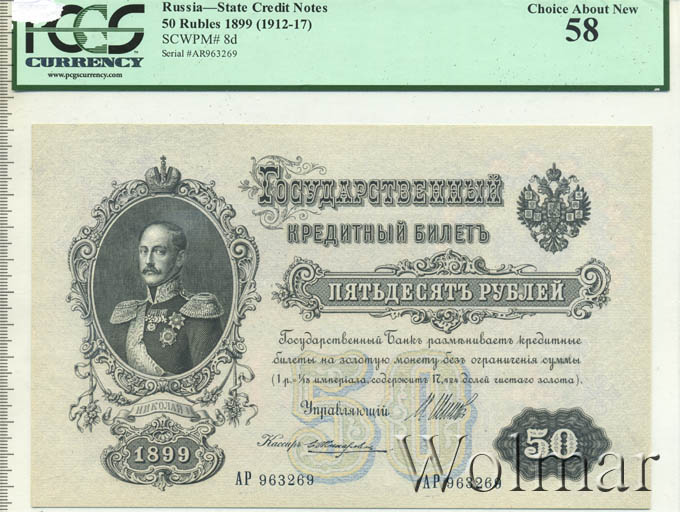 PCGS
CURRENCY
www.pcgscurrency.com
Russia—State Credit Notes
50 Rubles 1899 (1912-17)
SCWPM# 8d
Serial #AR963269
Choice About New
58
Государственный
КРЕДИТНЫЙ БИЛЕТЪ
ПЯТЬДЕСЯТЪ РУБЛЕЙ
Государственный Банкъ размѣниваетъ кредитные
билеты на золотую монету безъ ограниченія суммы
(1 р.=1/15 имперіала, содержитъ 17,424 долей чистаго золота).
Управляющій
Кассиръ
НИКОЛАЙ I
1899
50
50
АР 963269
АР 963269
Wolmar